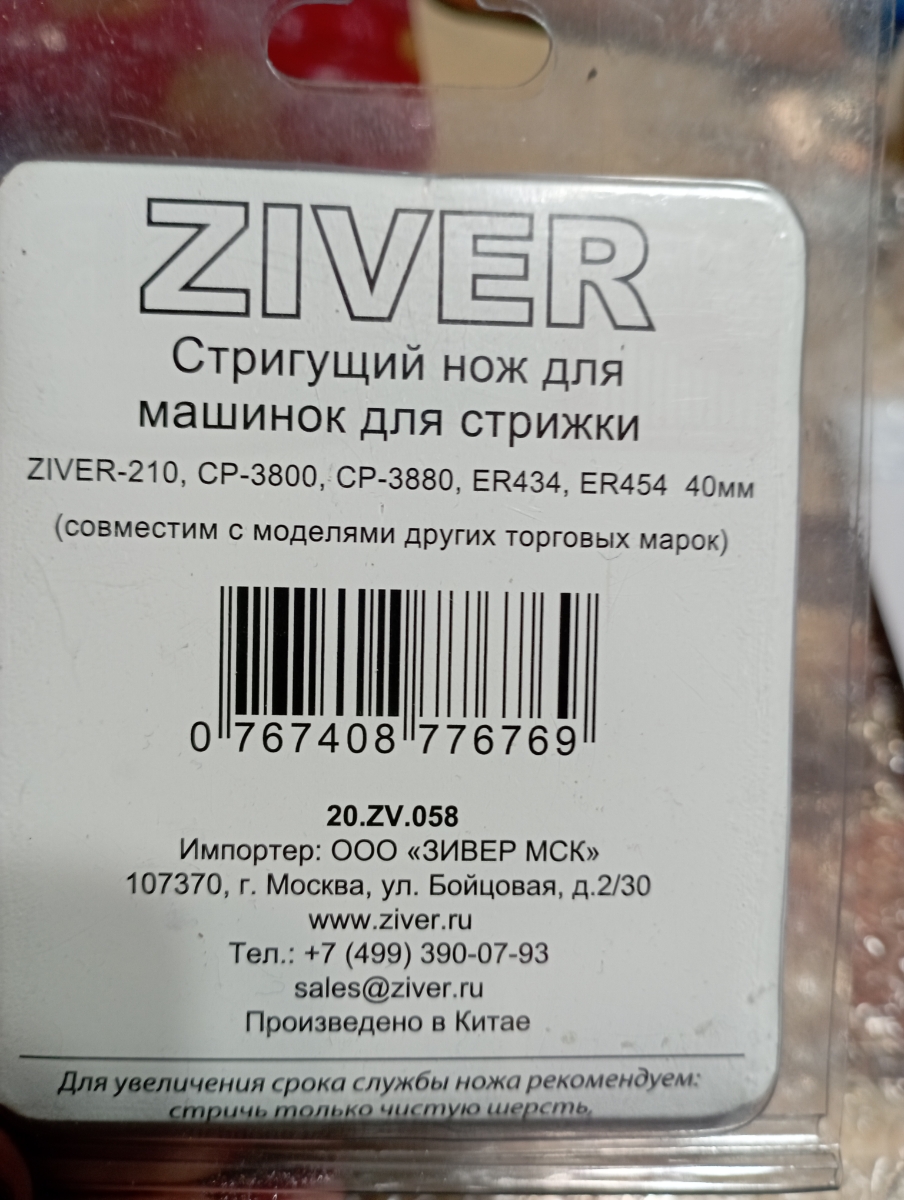 ZIVER
Стригущий нож для
машинок для стрижки
ZIVER-210, CP-3800, CP-3880, ER434, ER454 40мм
(совместим с моделями других торговых марок)
0 767408 776769
20.ZV.058
Импортер: ООО «ЗИВЕР МСК»
107370, г. Москва, ул. Бойцовая, д.2/30
www.ziver.ru
Тел.: +7 (499) 390-07-93
sales@ziver.ru
Произведено в Китае
Для увеличения срока службы ножа рекомендуем:
стричь только чистую шерсть,